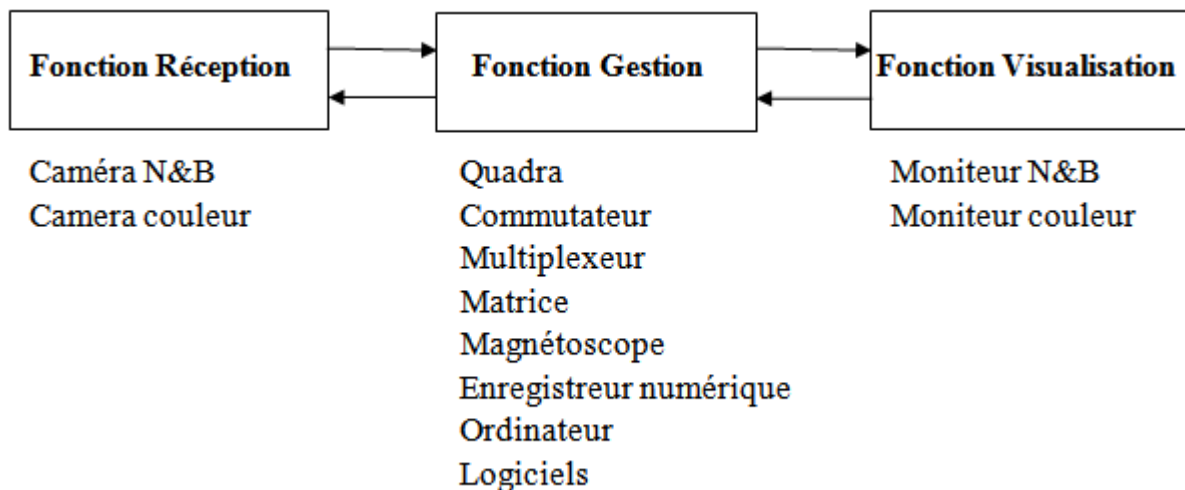 Fonction Réception
Fonction Gestion
Fonction Visualisation
Caméra N&B
Camera couleur
Quadra
Commutateur
Multiplexeur
Matrice
Magnétoscope
Enregistreur numérique
Ordinateur
Logiciels
Moniteur N&B
Moniteur couleur